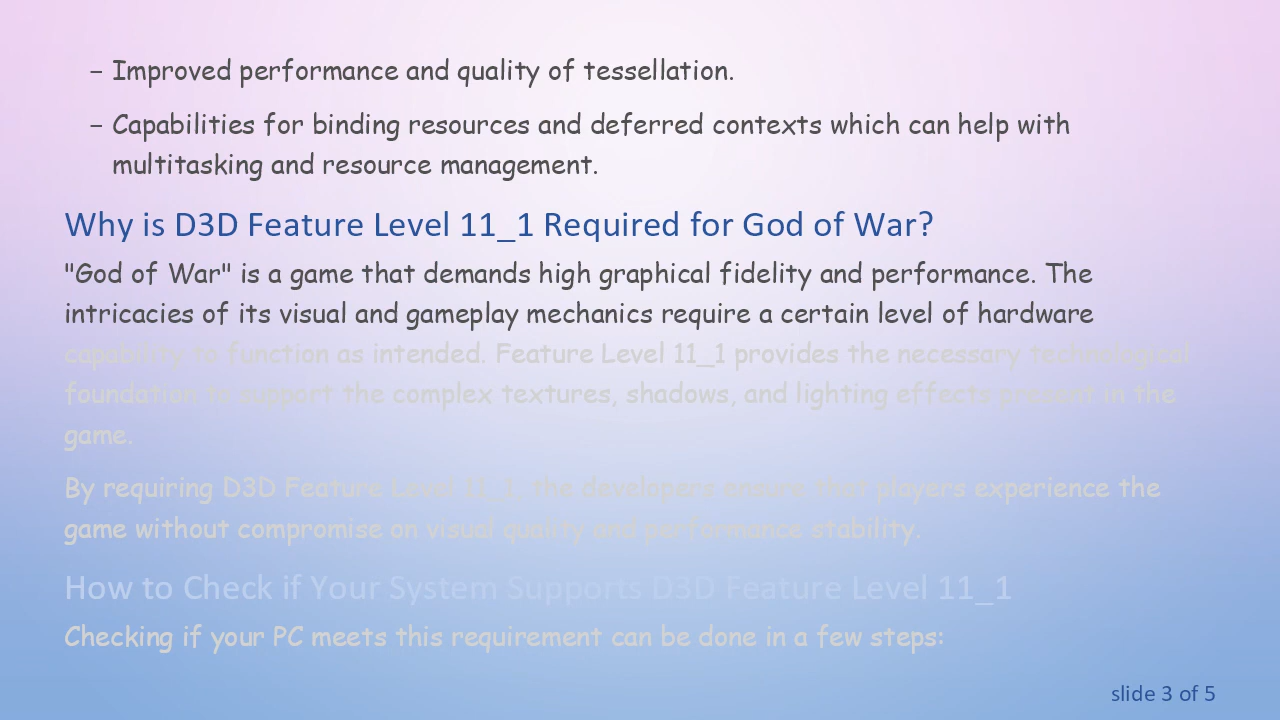 – Improved performance and quality of tessellation.
– Capabilities for binding resources and deferred contexts which can help with
multitasking and resource management.
Why is D3D Feature Level 11_1 Required for God of War?
"God of War" is a game that demands high graphical fidelity and performance. The
intricacies of its visual and gameplay mechanics require a certain level of hardware
capability to function as intended. Feature Level 11_1 provides the necessary technological
foundation to support the complex textures, shadows, and lighting effects present in the
game.
By requiring D3D Feature Level 11_1, the developers ensure that players experience the
game without compromise on visual quality and performance stability.
How to Check if Your System Supports D3D Feature Level 11_1
Checking if your PC meets this requirement can be done in a few steps:
slide 3 of 5